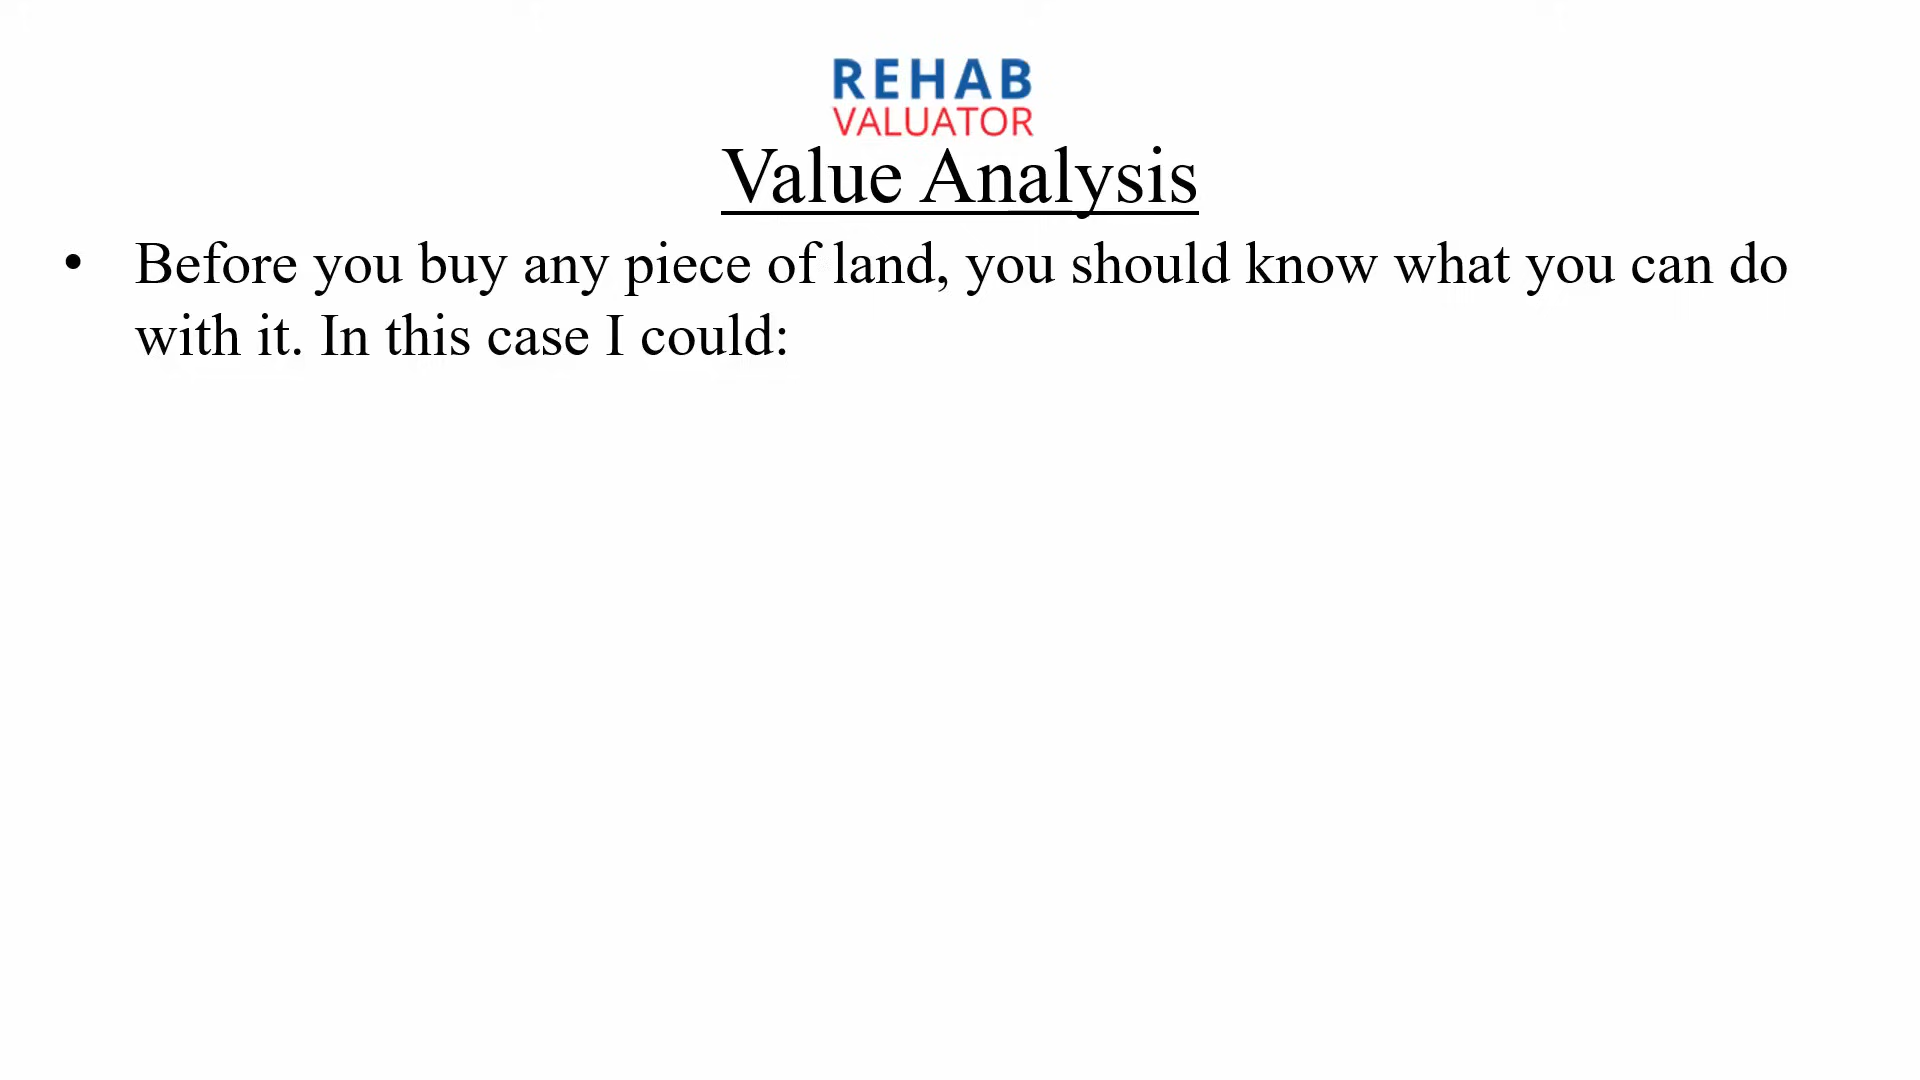 REHAB
VALUATOR
Value Analysis
• Before you buy any piece of land, you should know what you can do
with it. In this case I could: